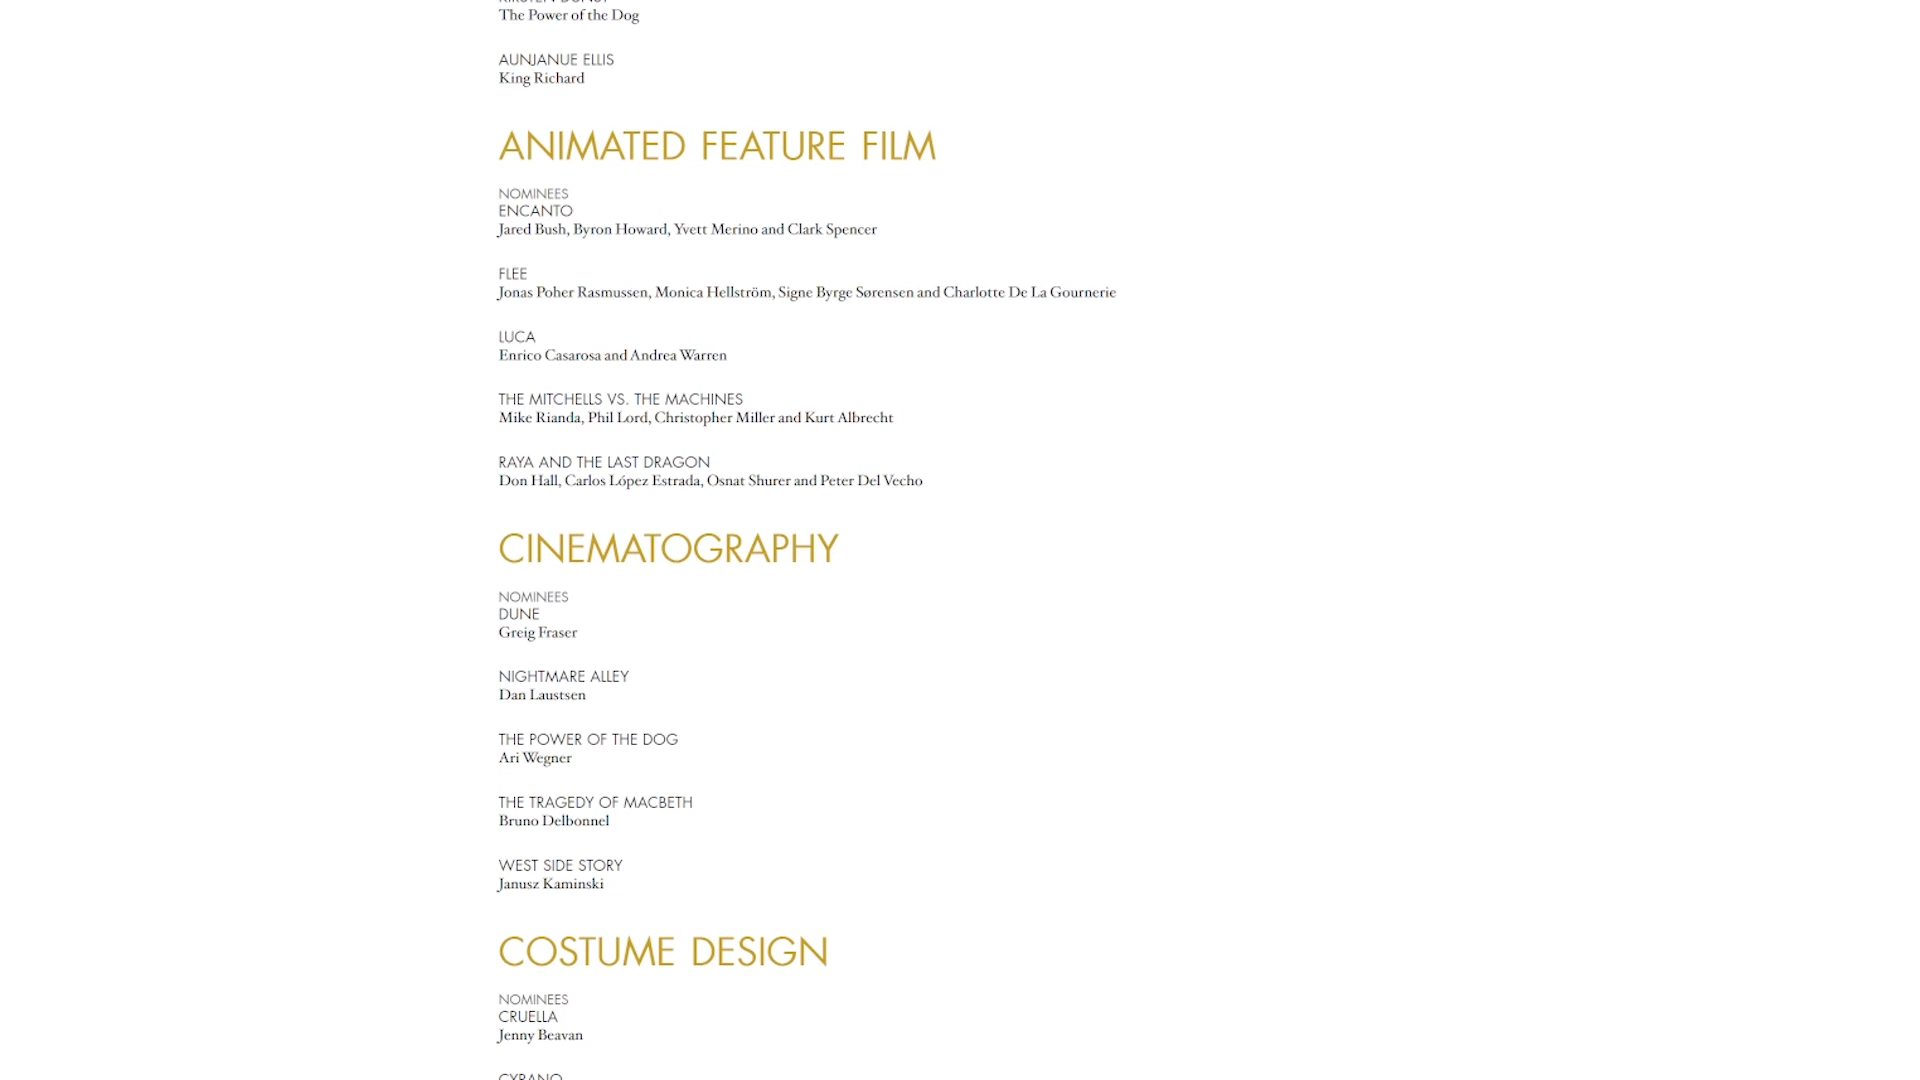 The Power of the Dog
AUNJANUE ELLIS
King Richard
ANIMATED FEATURE FILM
NOMINEES
ENCANTO
Jared Bush, Byron Howard, Yvett Merino and Clark Spencer
FLEE
Jonas Poher Rasmussen, Monica Hellström, Signe Byrge Sørensen and Charlotte De La Gournerie
LUCA
Enrico Casarosa and Andrea Warren
THE MITCHELLS VS. THE MACHINES
Mike Rianda, Phil Lord, Christopher Miller and Kurt Albrecht
RAYA AND THE LAST DRAGON
Don Hall, Carlos López Estrada, Osnat Shurer and Peter Del Vecho
CINEMATOGRAPHY
NOMINEES
DUNE
Greig Fraser
NIGHTMARE ALLEY
Dan Laustsen
THE POWER OF THE DOG
Ari Wegner
THE TRAGEDY OF MACBETH
Bruno Delbonnel
WEST SIDE STORY
Janusz Kaminski
COSTUME DESIGN
NOMINEES
CRUELLA
Jenny Beavan
CYRANO